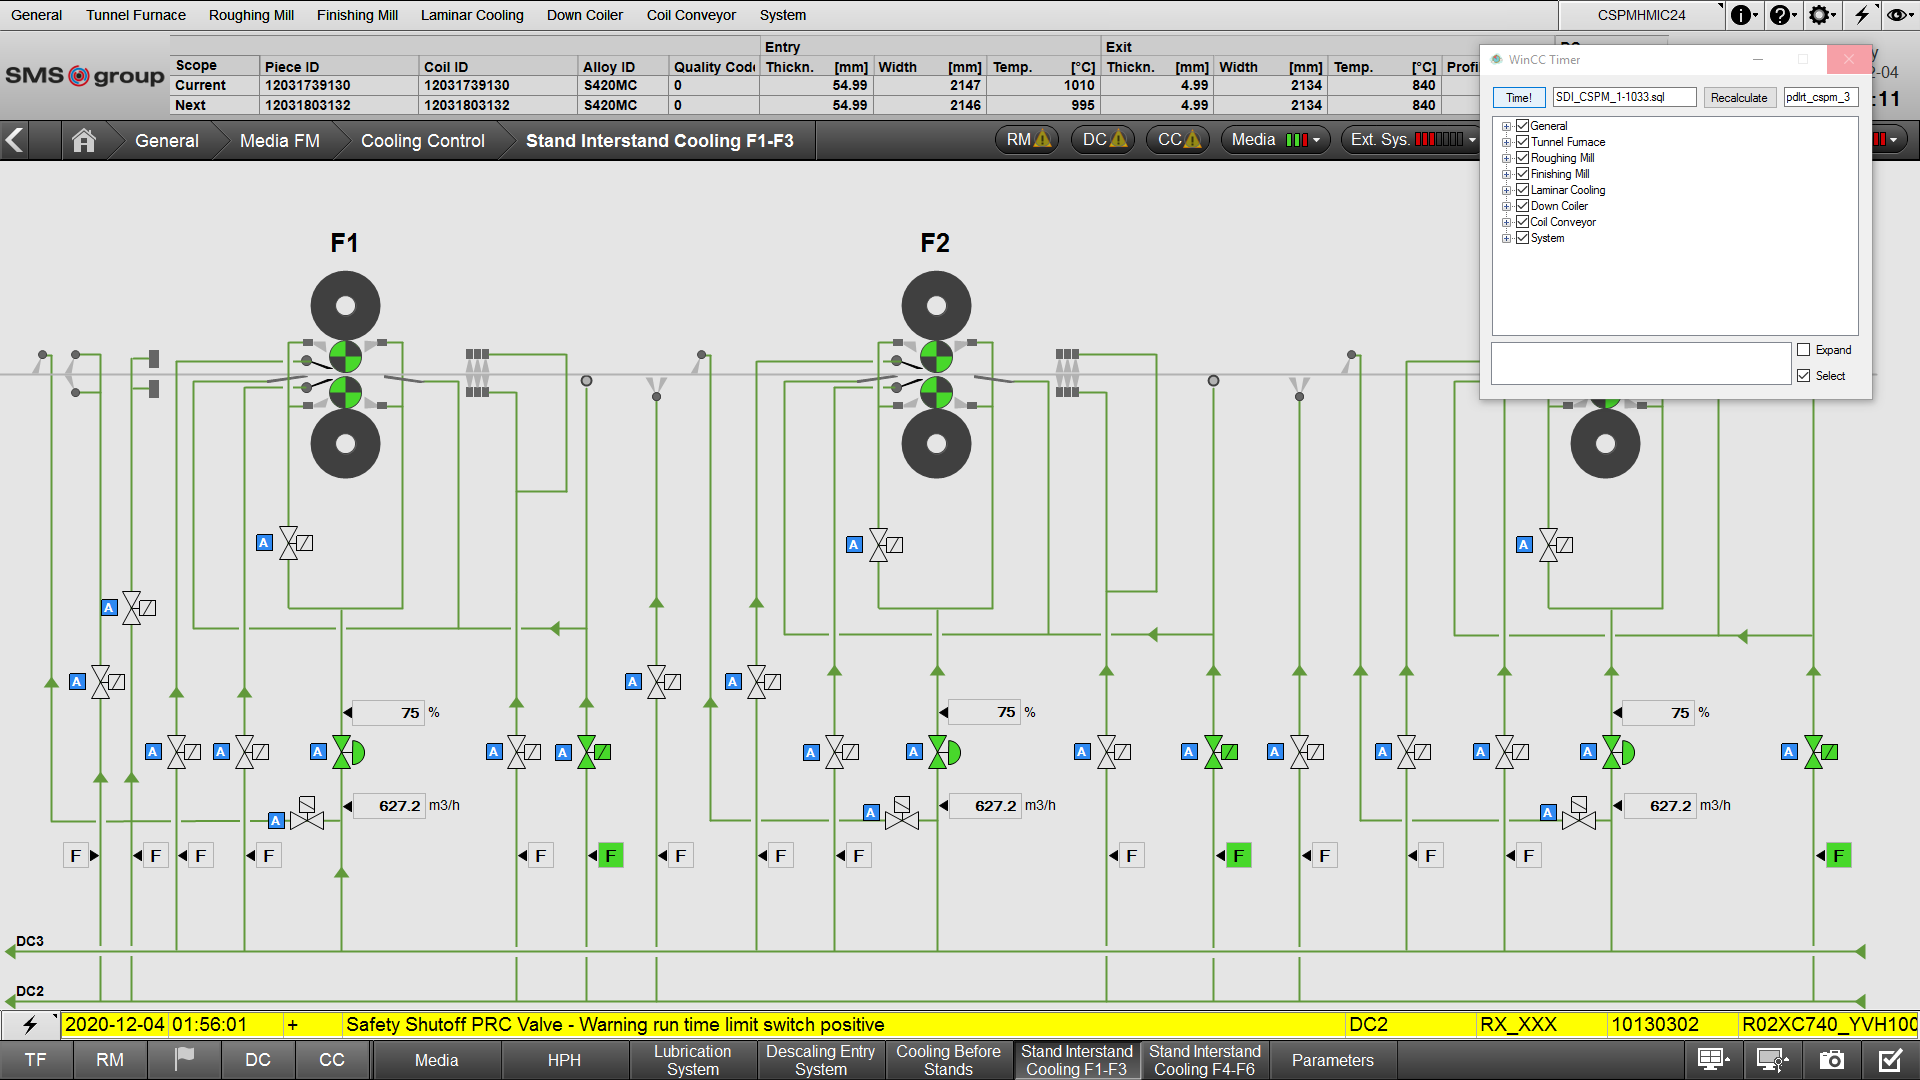 General Tunnel Furnace Roughing Mill Finishing Mill Laminar Cooling Down Coiler Coil Conveyor System CSPMHMIC24
SMS group
Entry Exit
Scope Piece ID Coil ID Alloy ID Quality Code Thickn. [mm] Width [mm] Temp. [°C] Thickn. [mm] Width [mm] Temp. [°C] Profi
Current 12031739130 12031739130 S420MC 0 54.99 2147 1010 4.99 2134 840
Next 12031803132 12031803132 S420MC 0 54.99 2146 995 4.99 2134 840
WinCC Timer
Time! SDI_CSPM_1-1033.sql Recalculate pdlrt_cspm_3
General
Tunnel Furnace
Roughing Mill
Finishing Mill
Laminar Cooling
Down Coiler
Coil Conveyor
System
Expand
Select
-04
:11
General Media FM Cooling Control Stand Interstand Cooling F1-F3 RM DC CC Media Ext. Sys.
F1 F2
A A A
A
A A A
75 % 75 % 75 %
A A A A A A A A A A A A A
627.2 m3/h 627.2 m3/h 627.2 m3/h
A A A
F F F F F F F F F F F F F F F
DC3
DC2
2020-12-04 01:56:01 + Safety Shutoff PRC Valve - Warning run time limit switch positive DC2 RX_XXX 10130302 R02XC740_YVH100
TF RM DC CC Media HPH Lubrication System Descaling Entry System Cooling Before Stands Stand Interstand Cooling F1-F3 Stand Interstand Cooling F4-F6 Parameters